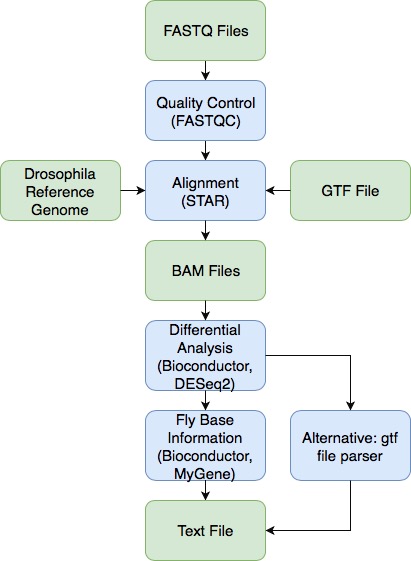 FASTQ Files
Quality Control
(FASTQC)
Drosophila
Reference
Genome
Alignment
(STAR)
GTF File
BAM Files
Differential
Analysis
(Bioconductor,
DESeq2)
Fly Base
Information
(Bioconductor,
MyGene)
Alternative: gtf
file parser
Text File